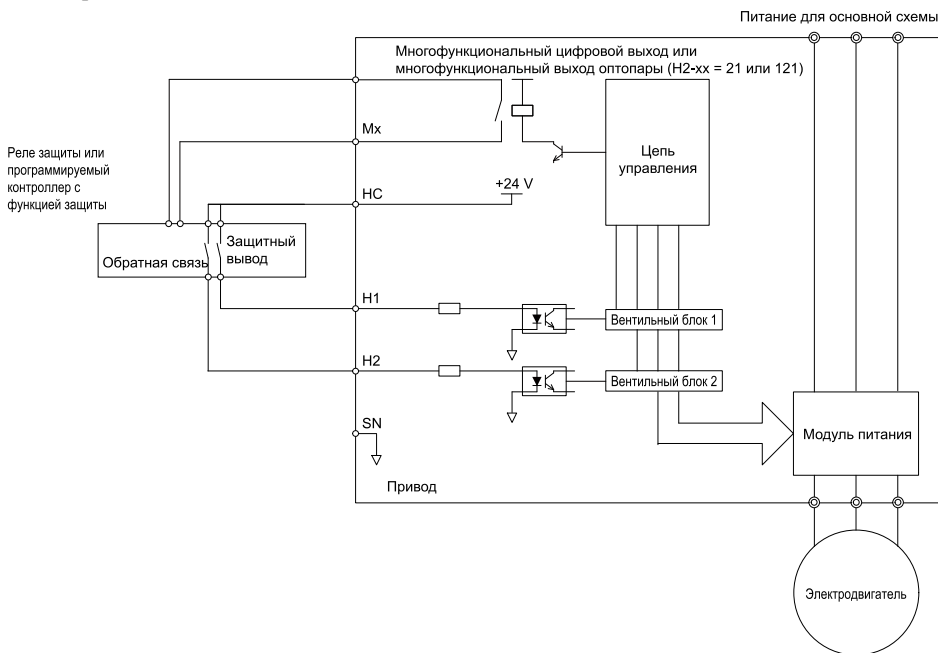 Питание для основной схемы
Многофункциональный цифровой выход или
многофункциональный выход оптопары (H2-xx = 21 или 121)
Mx
Цепь
управления
Реле защиты или
программируемый
контроллер с
функцией защиты
+24 V
HC
Защитный
вывод
Обратная связь
H1
Вентильный блок 1
H2
Вентильный блок 2
SN
Модуль питания
Привод
Электродвигатель